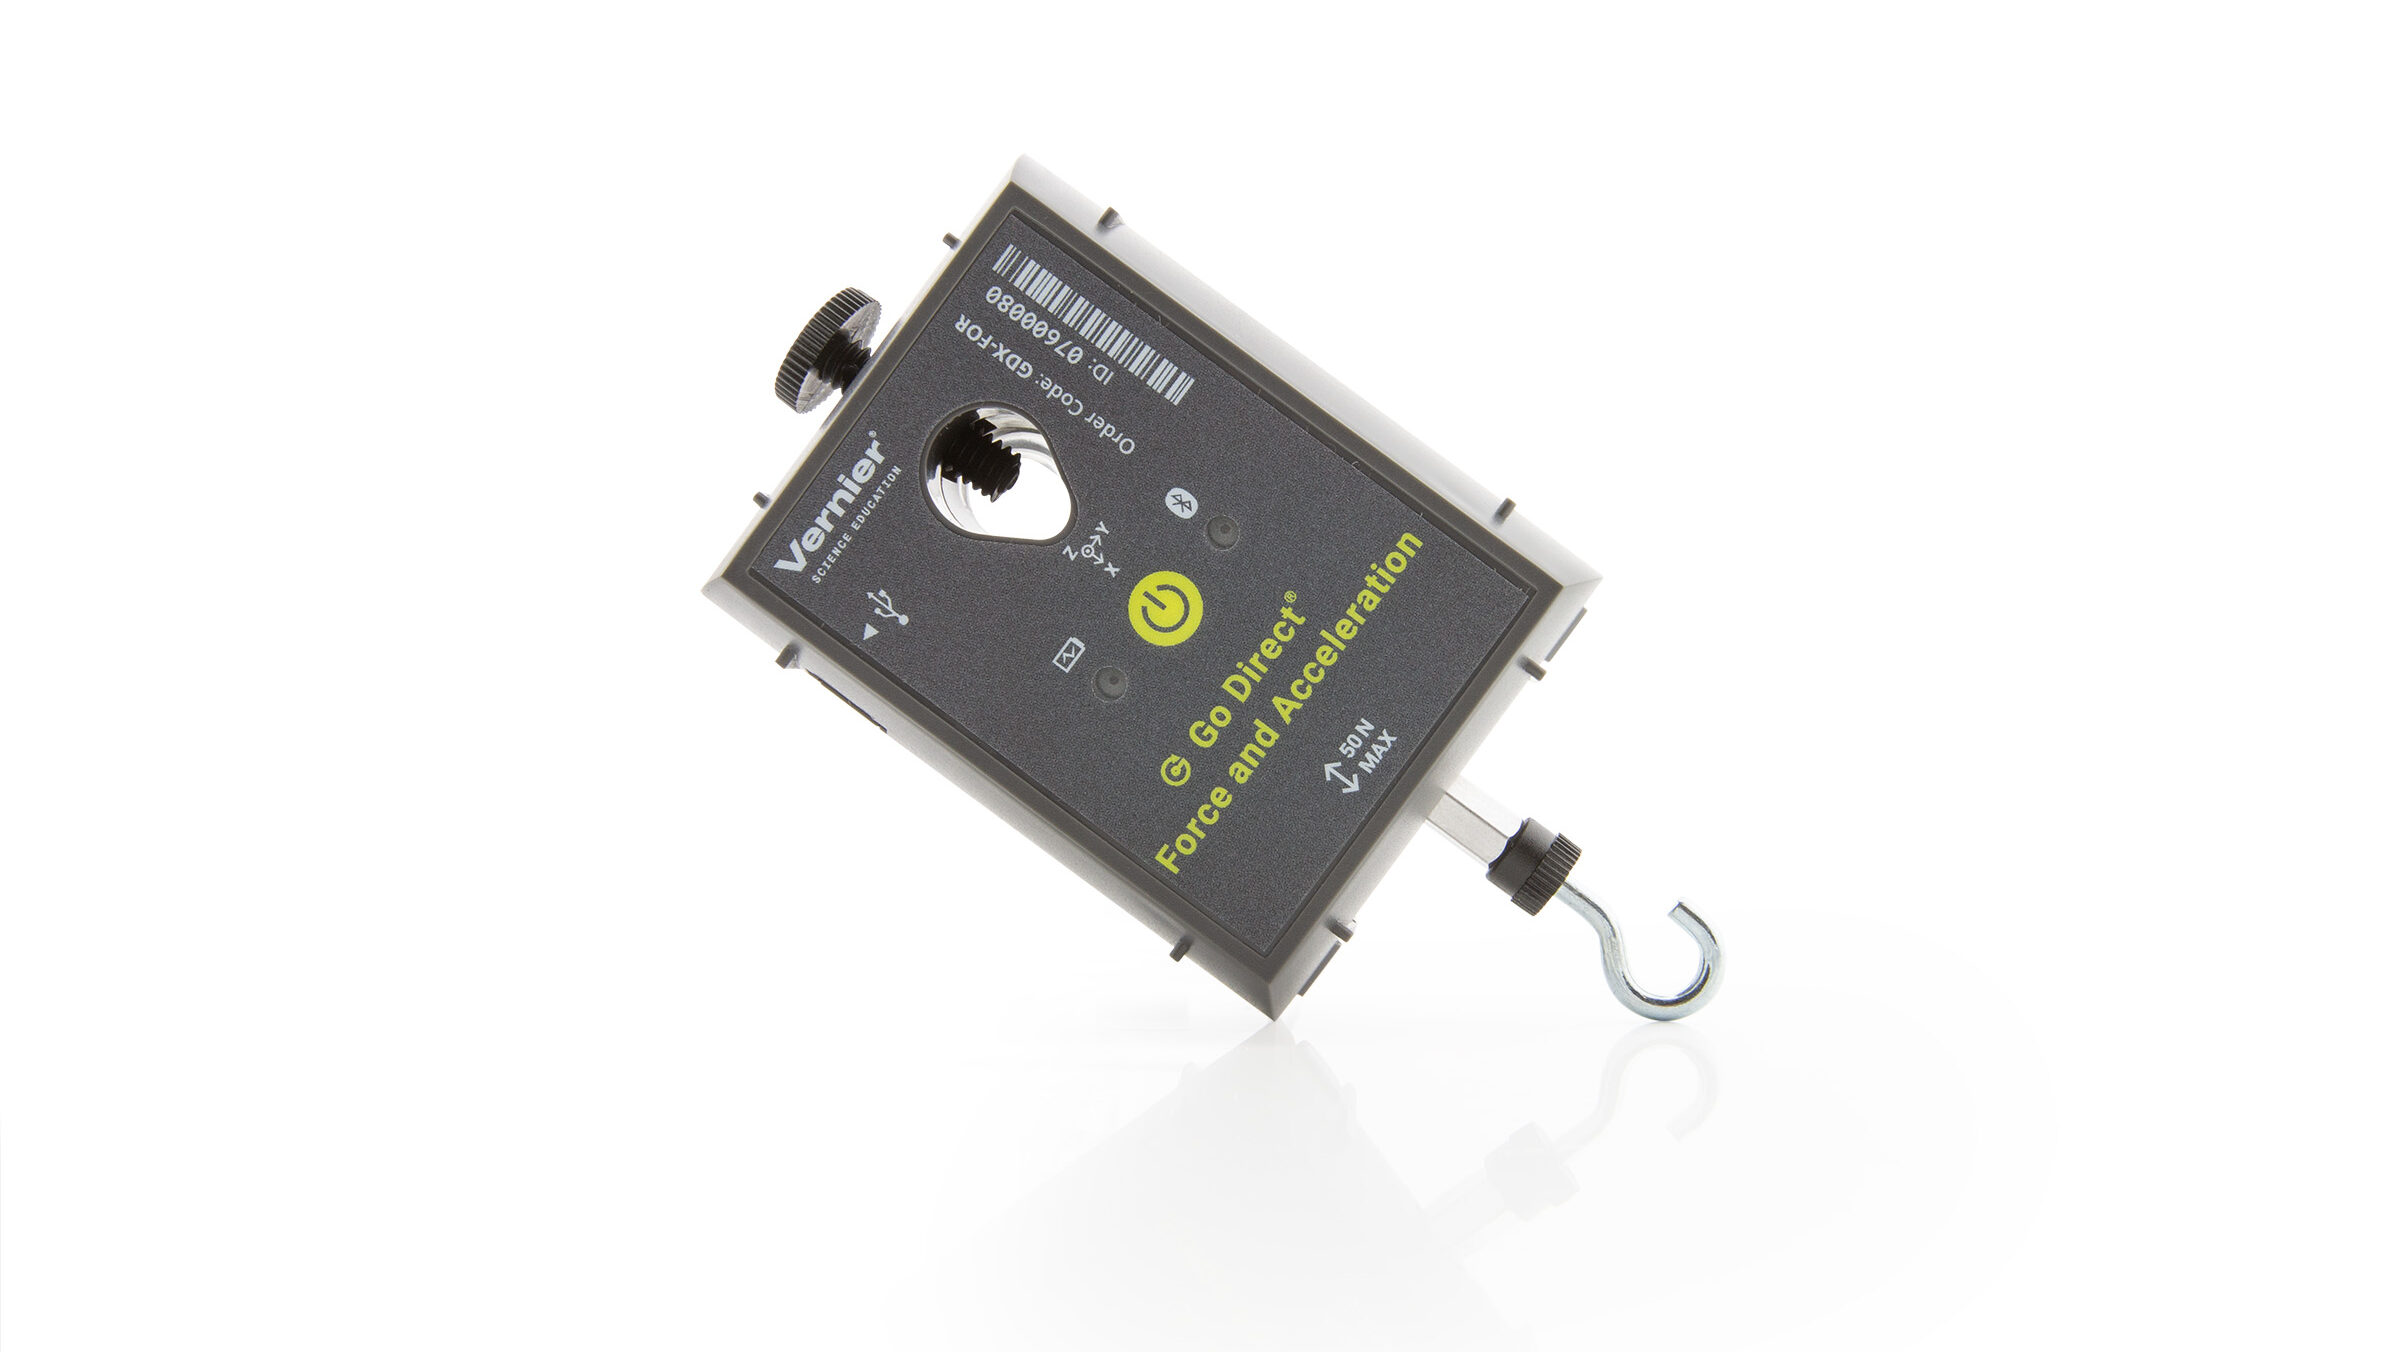 Vernier®
SCIENCE EDUCATION
Order Code: GDX-FOR
ID: 07600080
Z
Y
X
Go Direct®
Force and Acceleration
50 N
MAX